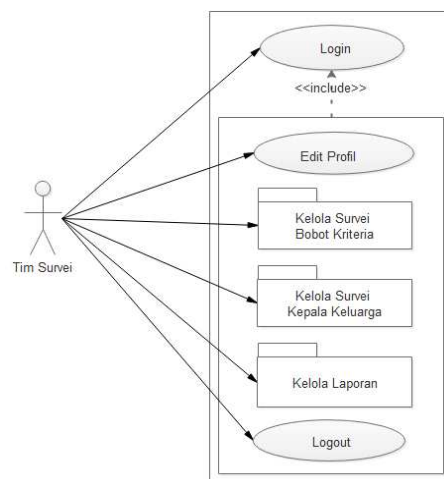 Login
<<include>>
Edit Profil
Kelola Survei
Bobot Kriteria
Tim Survei
Kelola Survei
Kepala Keluarga
Kelola Laporan
Logout